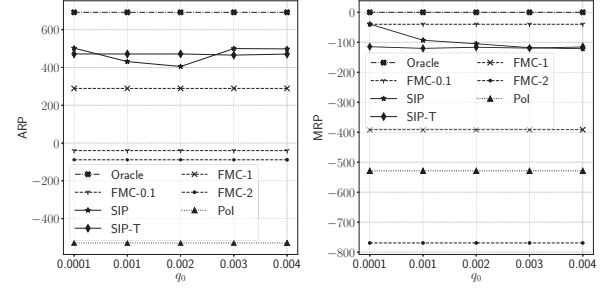 ARP
600
400
200
0
−200
−400
Oracle
FMC-0.1
SIP
SIP-T
FMC-1
FMC-2
Pol
0.0001 0.001 0.002 0.003 0.004
q₀
MRP
0
−100
−200
−300
−400
−500
−600
−700
−800
Oracle
FMC-0.1
SIP
SIP-T
FMC-1
FMC-2
Pol
0.0001 0.001 0.002 0.003 0.004
q₀